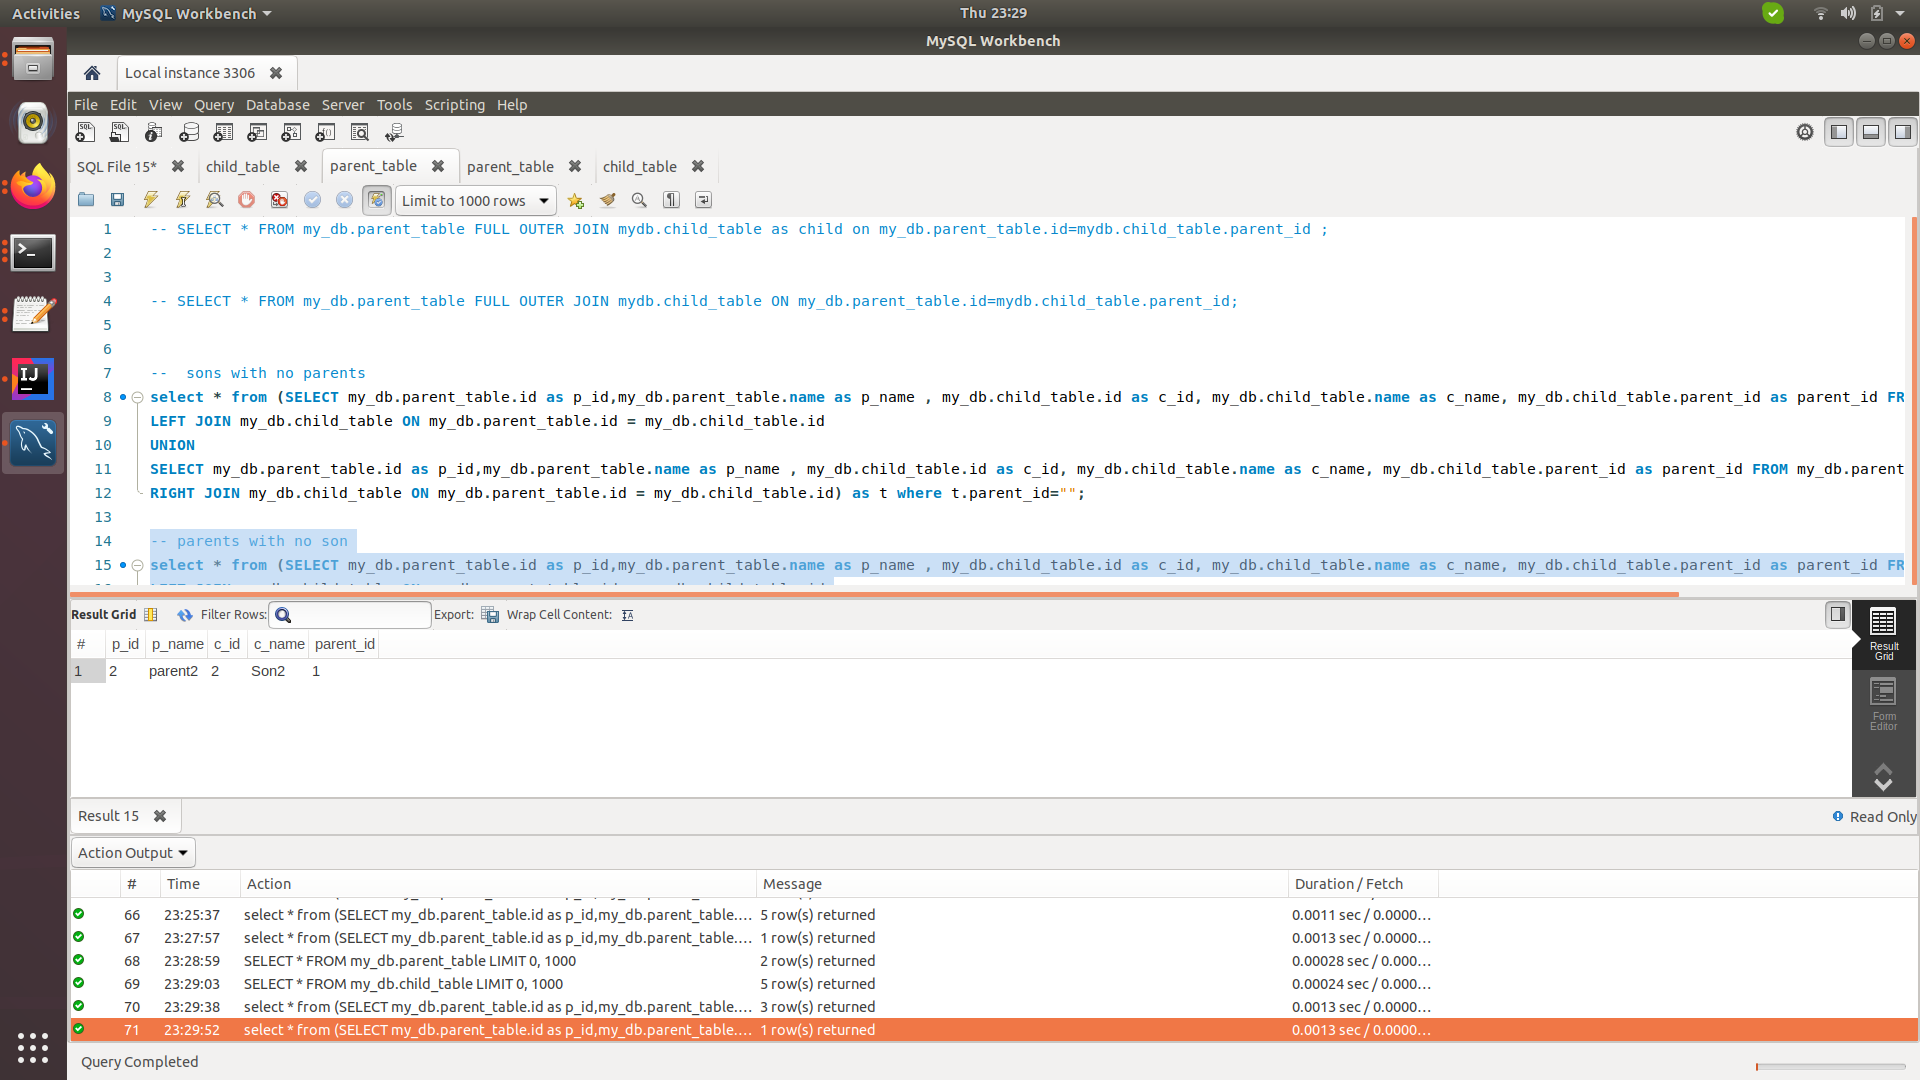 Activities MySQL Workbench Thu 23:29
MySQL Workbench
Local instance 3306
File Edit View Query Database Server Tools Scripting Help
SQL File 15* child_table parent_table parent_table child_table
Limit to 1000 rows
1 -- SELECT * FROM my_db.parent_table FULL OUTER JOIN mydb.child_table as child on my_db.parent_table.id=mydb.child_table.parent_id ;
2
3
4 -- SELECT * FROM my_db.parent_table FULL OUTER JOIN mydb.child_table ON my_db.parent_table.id=mydb.child_table.parent_id;
5
6
7 --  sons with no parents
8 select * from (SELECT my_db.parent_table.id as p_id,my_db.parent_table.name as p_name , my_db.child_table.id as c_id, my_db.child_table.name as c_name, my_db.child_table.parent_id as parent_id FR
9 LEFT JOIN my_db.child_table ON my_db.parent_table.id = my_db.child_table.id
10 UNION
11 SELECT my_db.parent_table.id as p_id,my_db.parent_table.name as p_name , my_db.child_table.id as c_id, my_db.child_table.name as c_name, my_db.child_table.parent_id as parent_id FROM my_db.parent
12 RIGHT JOIN my_db.child_table ON my_db.parent_table.id = my_db.child_table.id) as t where t.parent_id="";
13
14 -- parents with no son
15 select * from (SELECT my_db.parent_table.id as p_id,my_db.parent_table.name as p_name , my_db.child_table.id as c_id, my_db.child_table.name as c_name, my_db.child_table.parent_id as parent_id FR
Result Grid Filter Rows: Export: Wrap Cell Content:
# p_id p_name c_id c_name parent_id
1 2 parent2 2 Son2 1
Result Grid
Form Editor
Result 15 Read Only
Action Output
# Time Action Message Duration / Fetch
66 23:25:37 select * from (SELECT my_db.parent_table.id as p_id,my_db.parent_table.... 5 row(s) returned 0.0011 sec / 0.0000...
67 23:27:57 select * from (SELECT my_db.parent_table.id as p_id,my_db.parent_table.... 1 row(s) returned 0.0013 sec / 0.0000...
68 23:28:59 SELECT * FROM my_db.parent_table LIMIT 0, 1000 2 row(s) returned 0.00028 sec / 0.000...
69 23:29:03 SELECT * FROM my_db.child_table LIMIT 0, 1000 5 row(s) returned 0.00024 sec / 0.000...
70 23:29:38 select * from (SELECT my_db.parent_table.id as p_id,my_db.parent_table.... 3 row(s) returned 0.0013 sec / 0.0000...
71 23:29:52 select * from (SELECT my_db.parent_table.id as p_id,my_db.parent_table.... 1 row(s) returned 0.0013 sec / 0.0000...
Query Completed